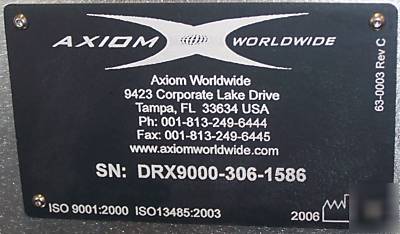 AXIOM WORLDWIDE
Axiom Worldwide
9423 Corporate Lake Drive
Tampa, FL 33634 USA
Ph: 001-813-249-6444
Fax: 001-813-249-6445
www.axiomworldwide.com
SN: DRX9000-306-1586
ISO 9001:2000 ISO13485:2003
2006
63-0003 Rev C